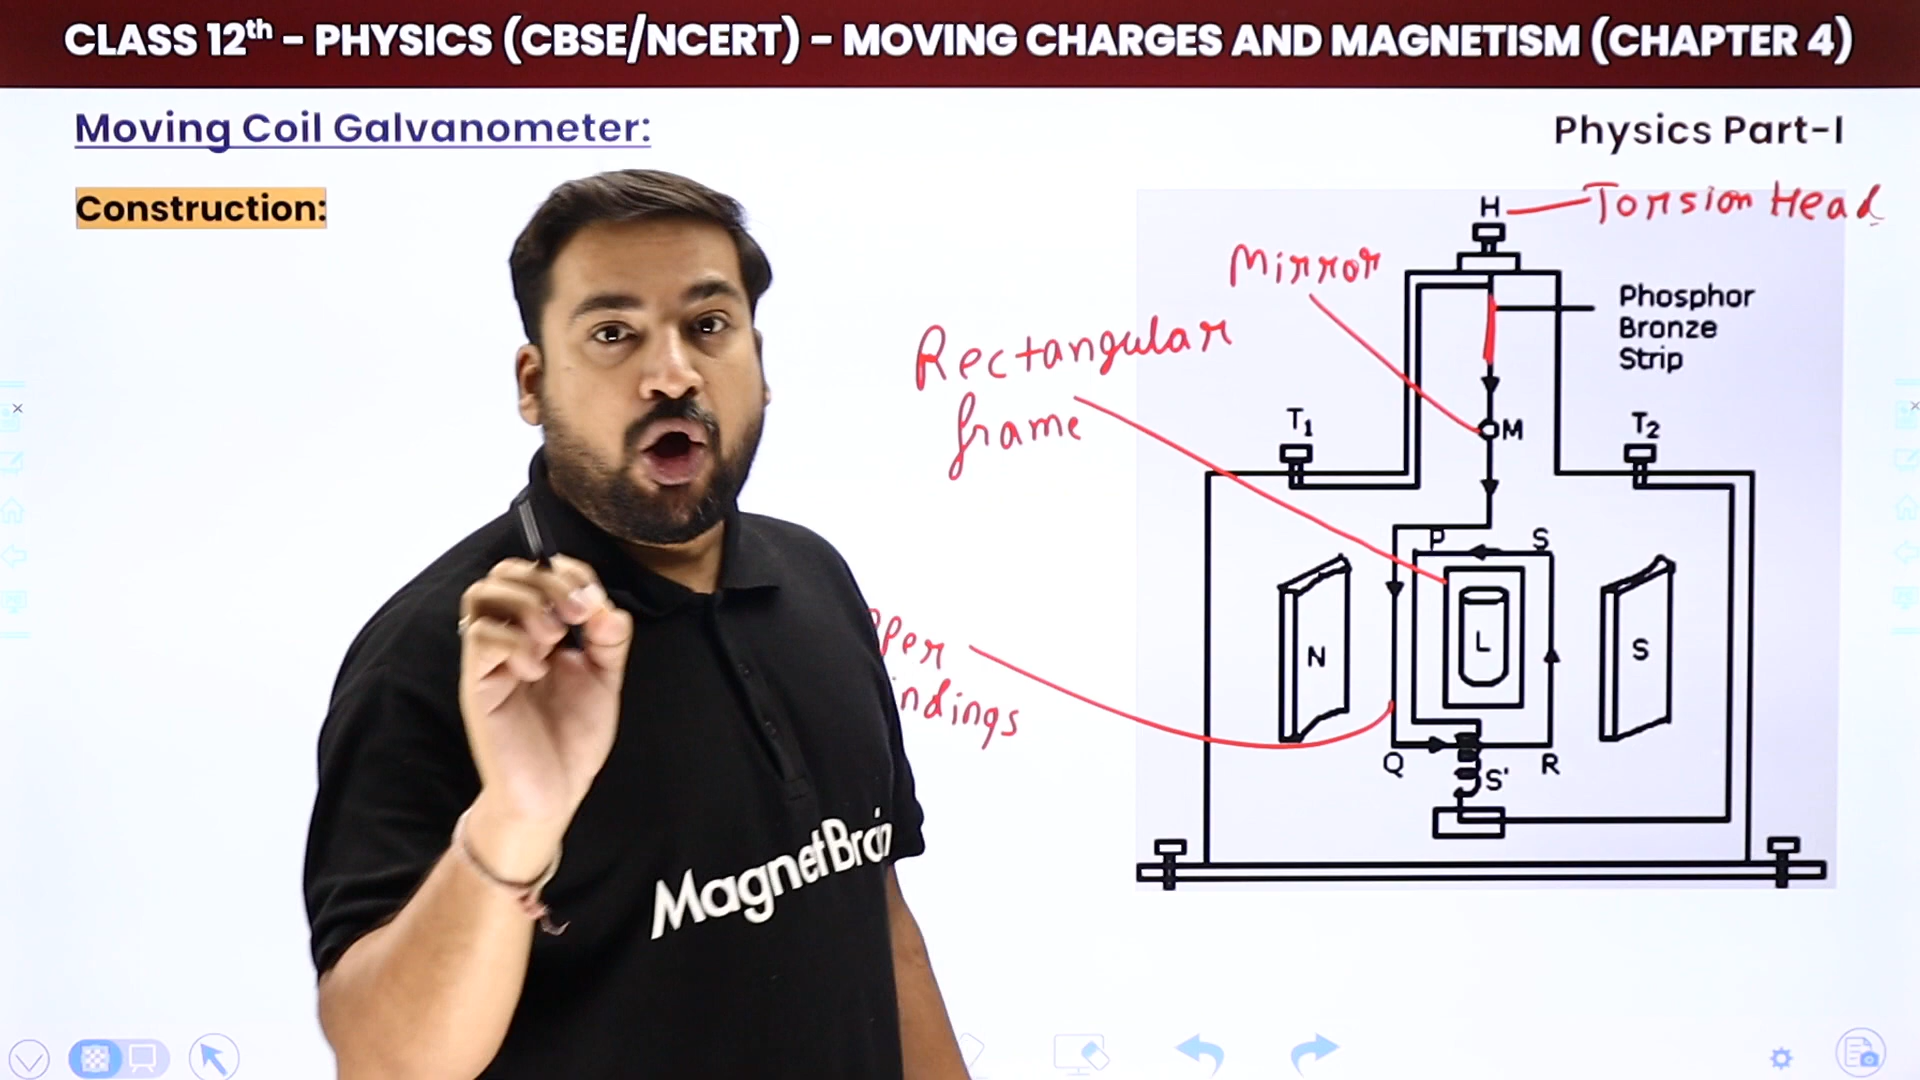 CLASS 12th - PHYSICS (CBSE/NCERT) - MOVING CHARGES AND MAGNETISM (CHAPTER 4)
Moving Coil Galvanometer:
Physics Part-I
Construction:
H
Torsion Head
Mirror
Phosphor
Bronze
Strip
Rectangular
frame
T1
M
T2
P
S
N
L
S
Q
S'
R
MagnetBrain